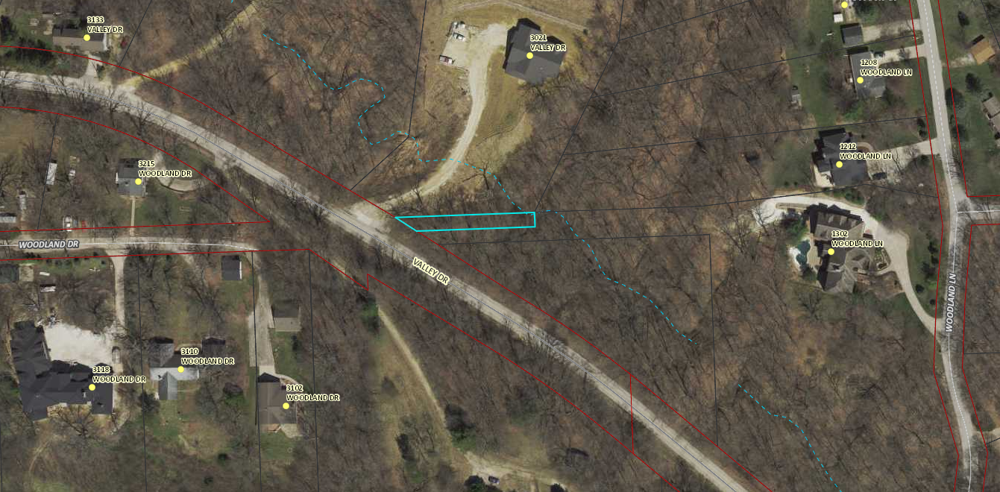 3133
VALLEY DR
3021
VALLEY DR
1208
WOODLAND LN
1212
WOODLAND LN
3215
WOODLAND DR
WOODLAND DR
1302
WOODLAND LN
VALLEY DR
WOODLAND LN
3110
WOODLAND DR
3118
WOODLAND DR
3102
WOODLAND DR